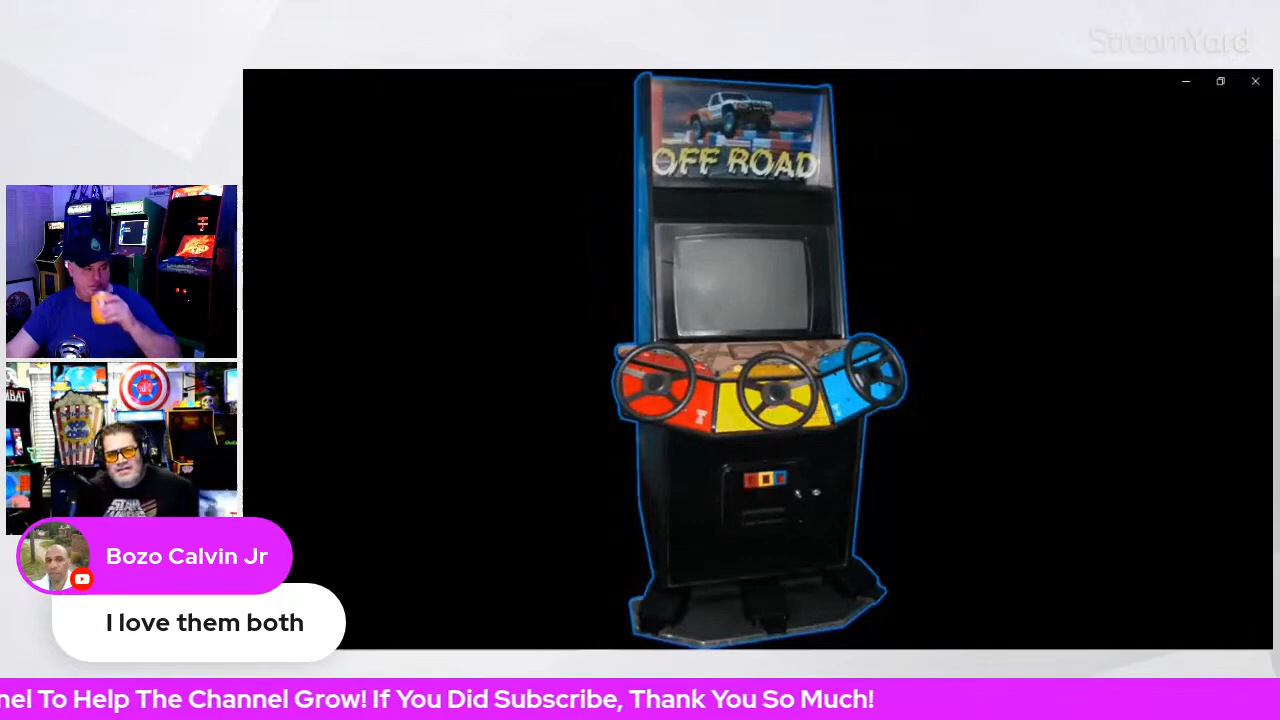 StreamYard
OFF ROAD
BAT
Bozo Calvin Jr
I love them both
nel To Help The Channel Grow! If You Did Subscribe, Thank You So Much!